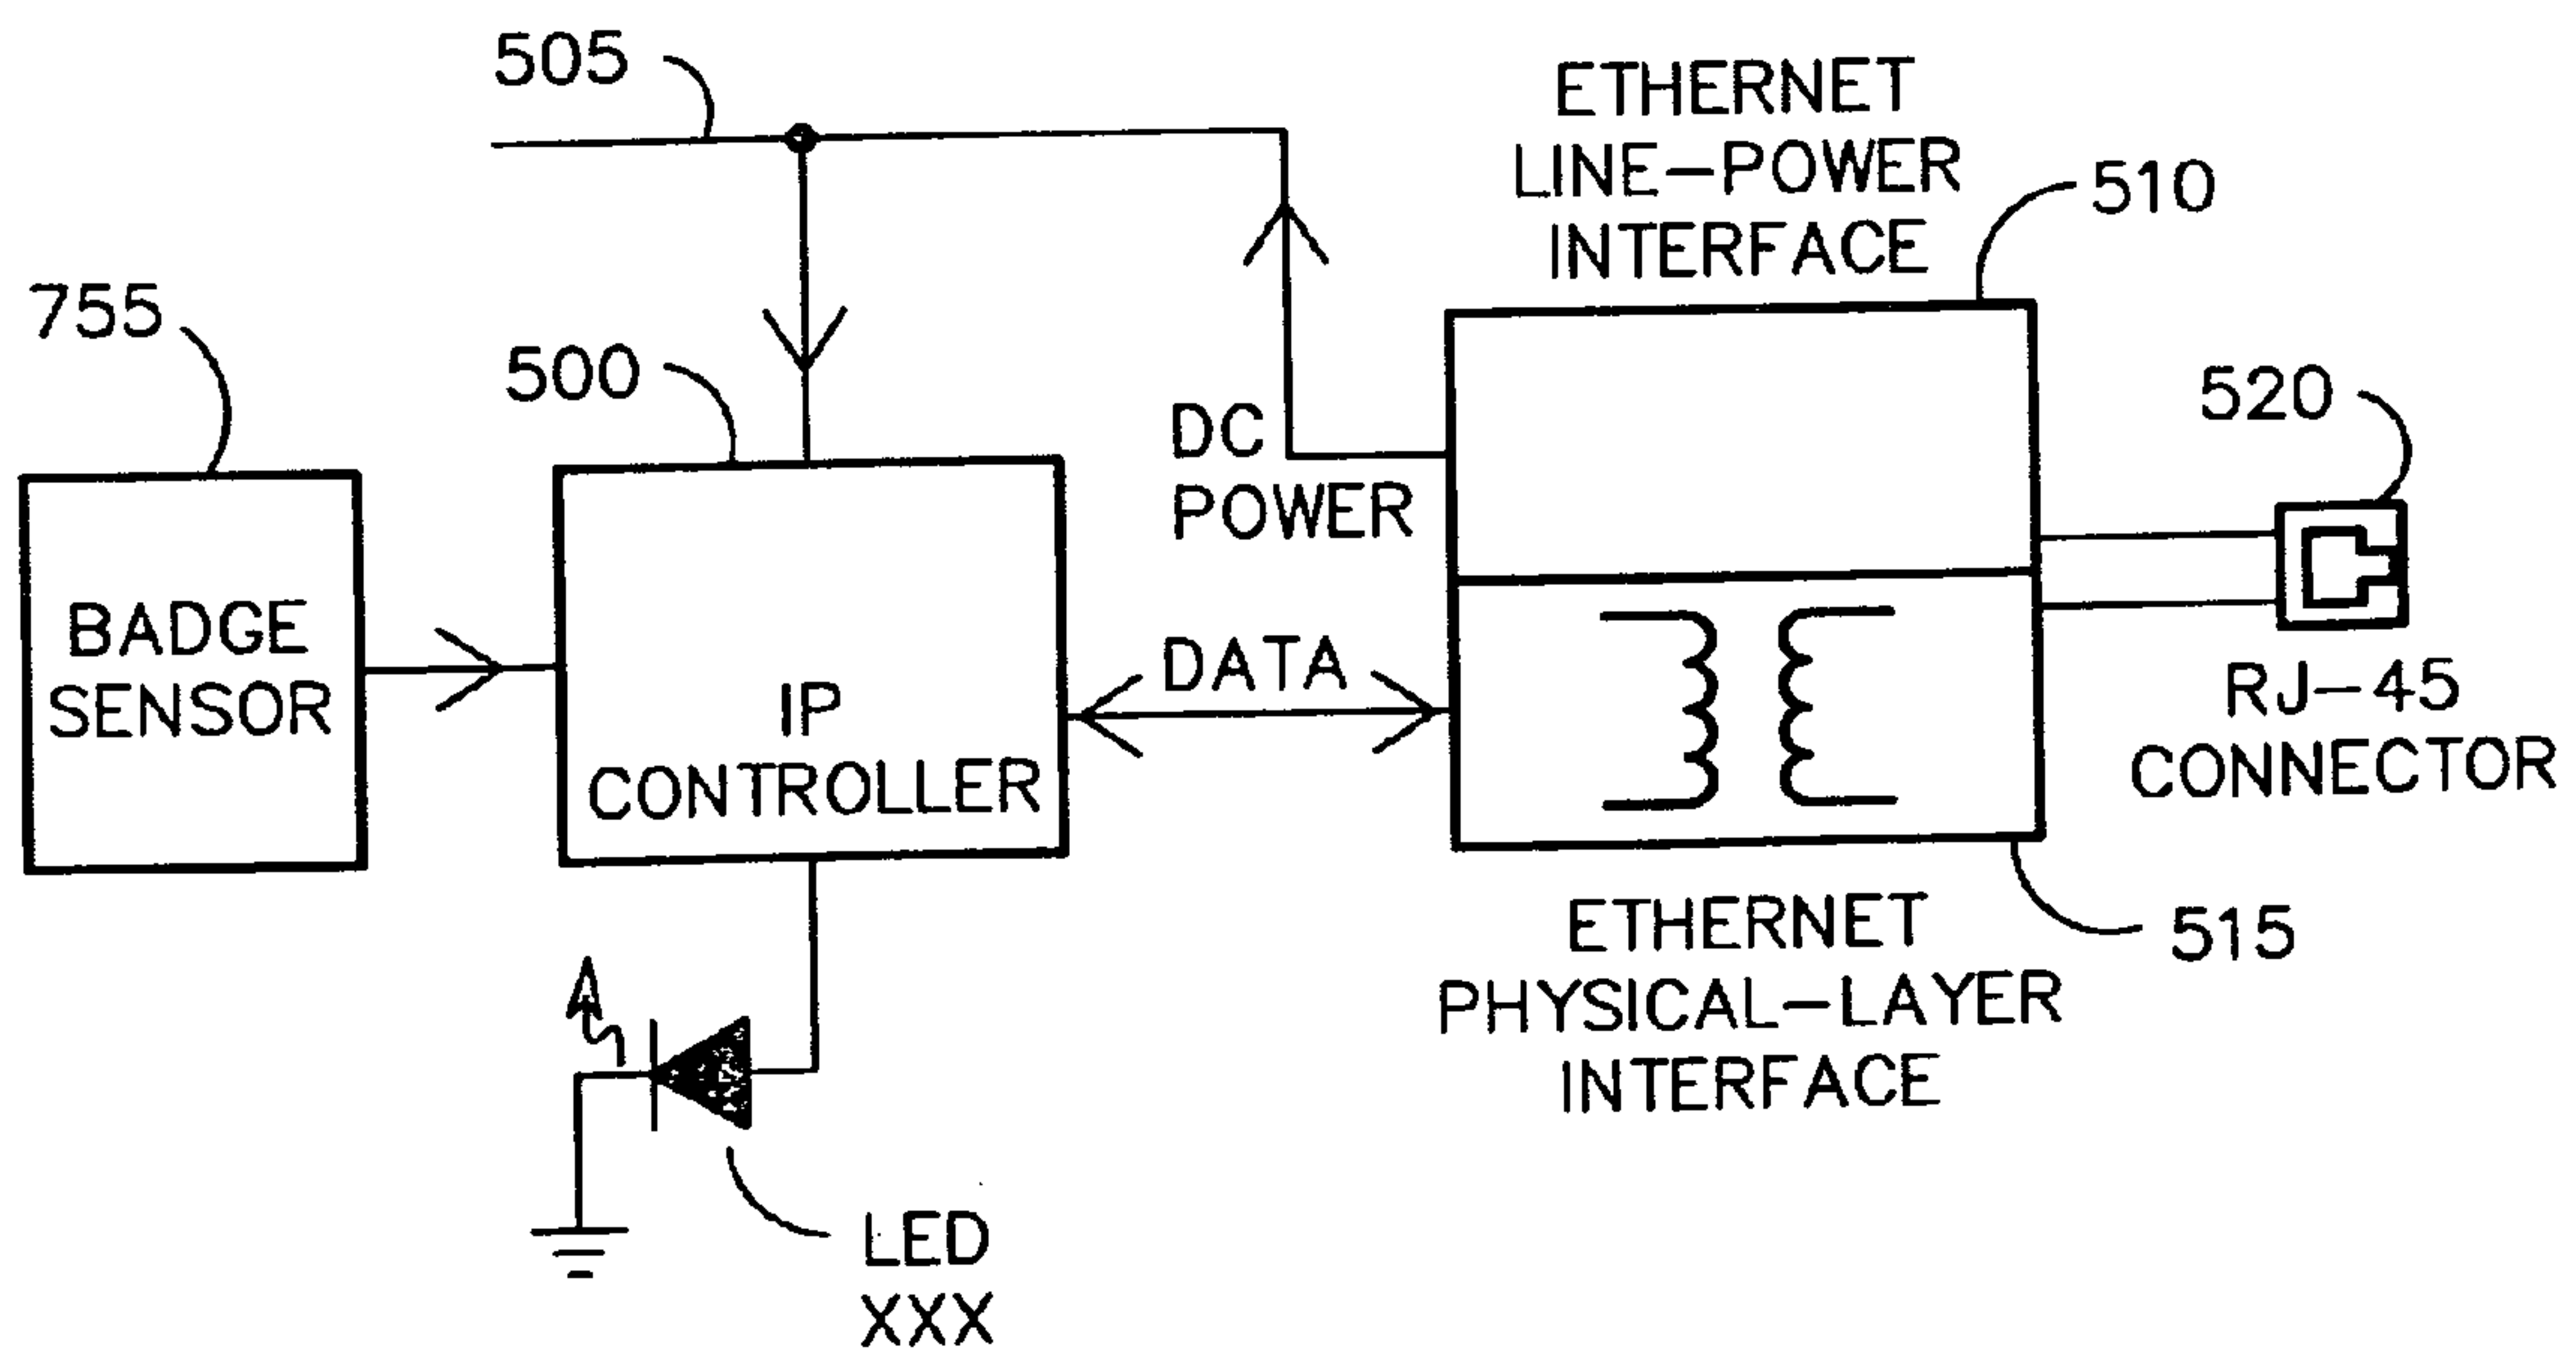 505
ETHERNET
LINE-POWER
INTERFACE
510
755
500
520
DC
POWER
BADGE
SENSOR
IP
CONTROLLER
DATA
RJ-45
CONNECTOR
ETHERNET
PHYSICAL-LAYER
INTERFACE
515
LED
XXX